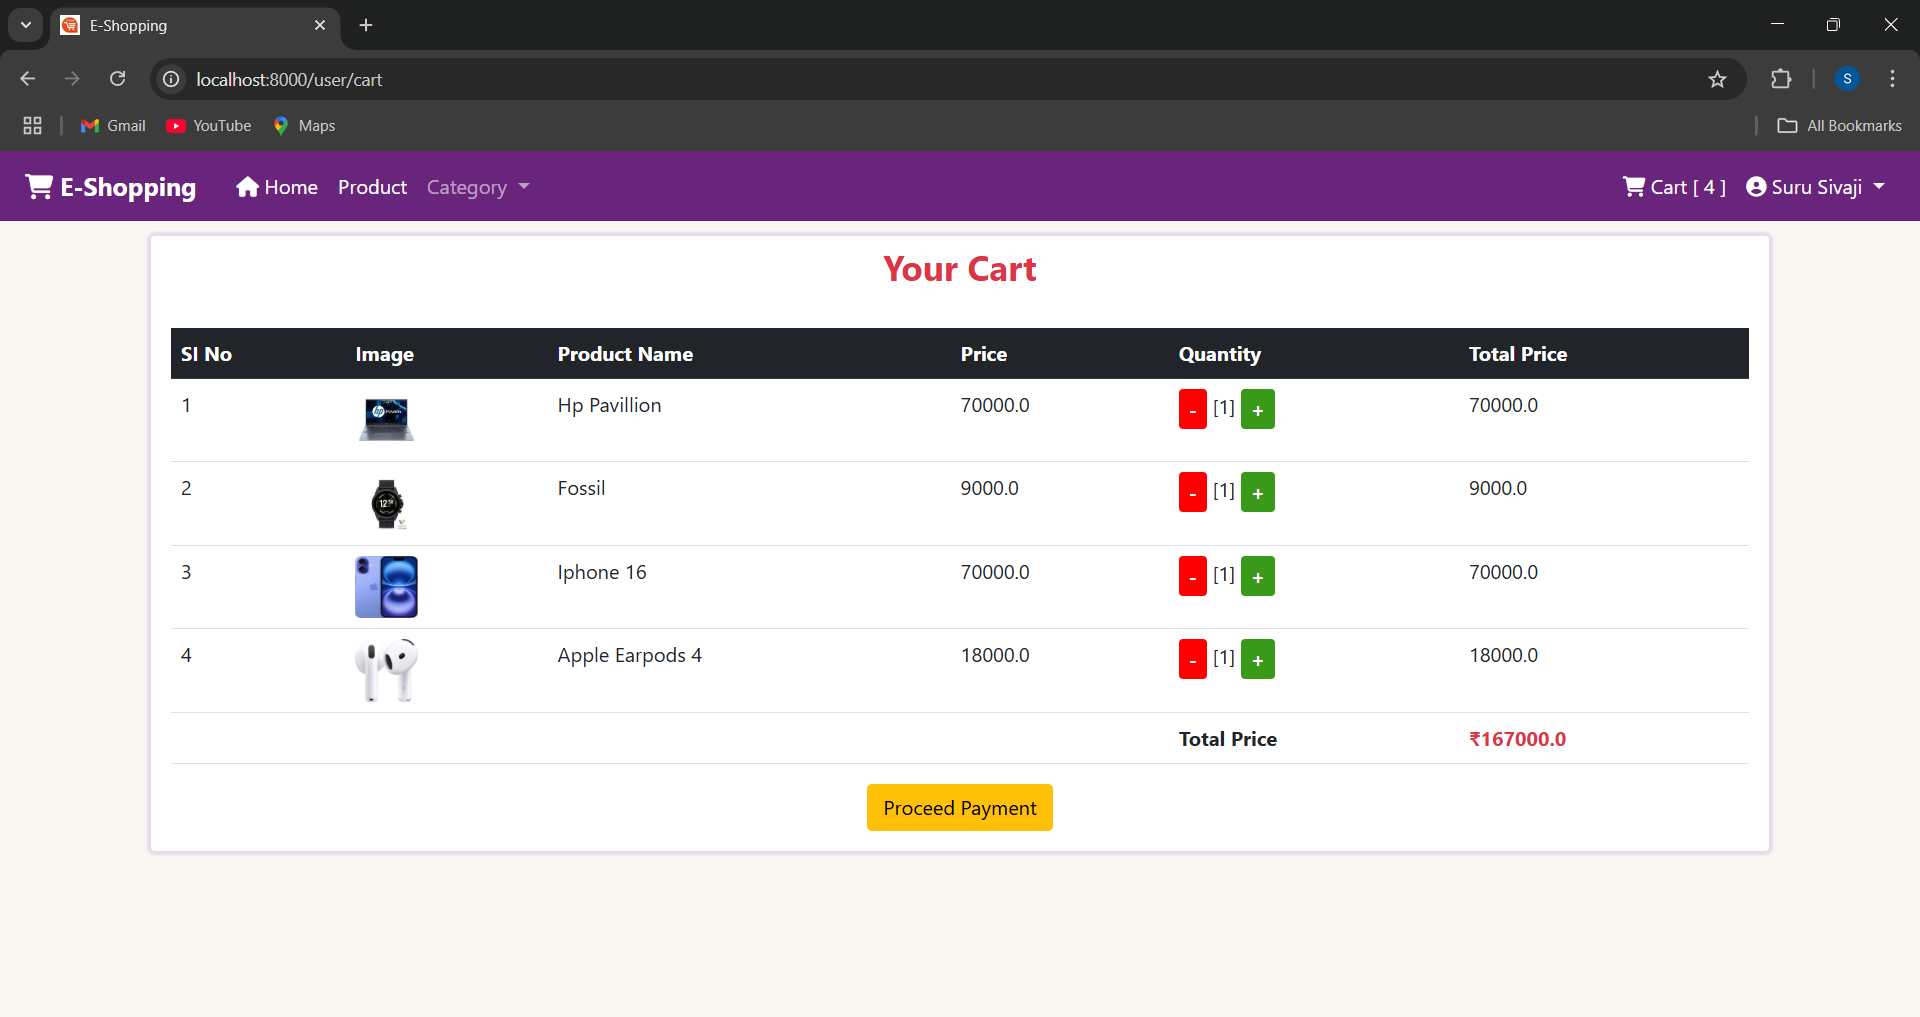 E-Shopping
localhost:8000/user/cart
S
Gmail YouTube Maps All Bookmarks
E-Shopping Home Product Category Cart [ 4 ] Suru Sivaji
Your Cart
Sl No Image Product Name Price Quantity Total Price
1 Hp Pavillion 70000.0 - [1] + 70000.0
2 Fossil 9000.0 - [1] + 9000.0
3 Iphone 16 70000.0 - [1] + 70000.0
4 Apple Earpods 4 18000.0 - [1] + 18000.0
Total Price ₹167000.0
Proceed Payment